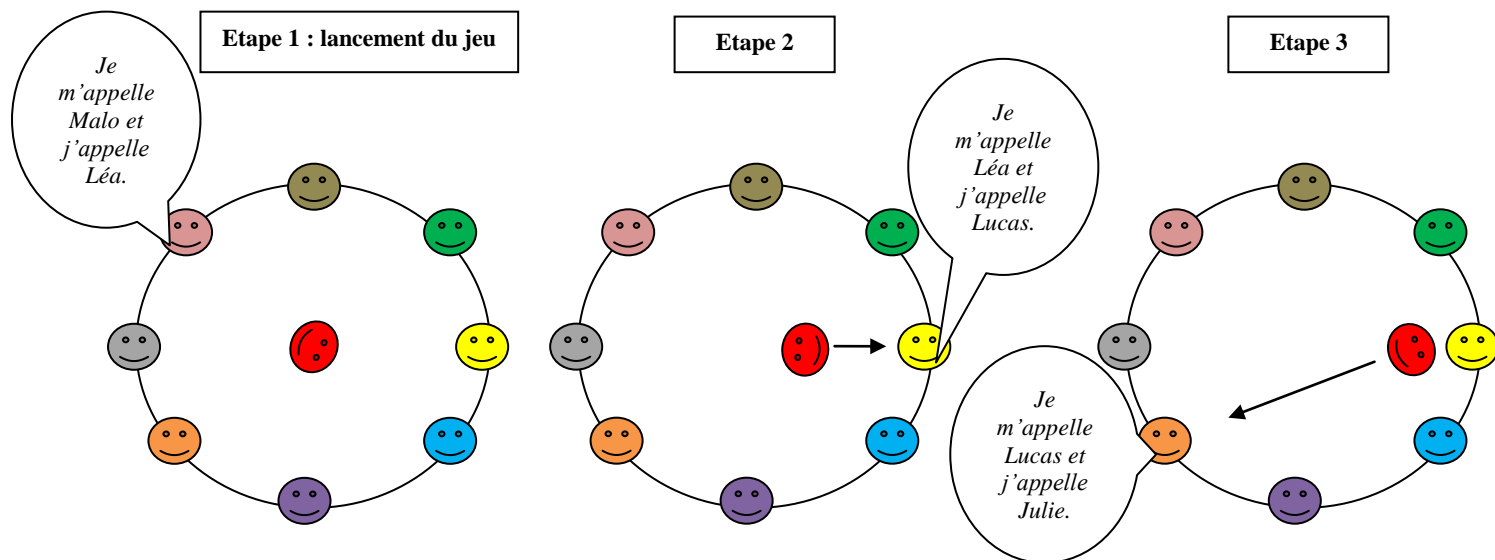 Etape 1 : lancement du jeu
Je
m’appelle
Malo et
j’appelle
Léa.
Etape 2
Je
m’appelle
Léa et
j’appelle
Lucas.
Etape 3
Je
m’appelle
Lucas et
j’appelle
Julie.